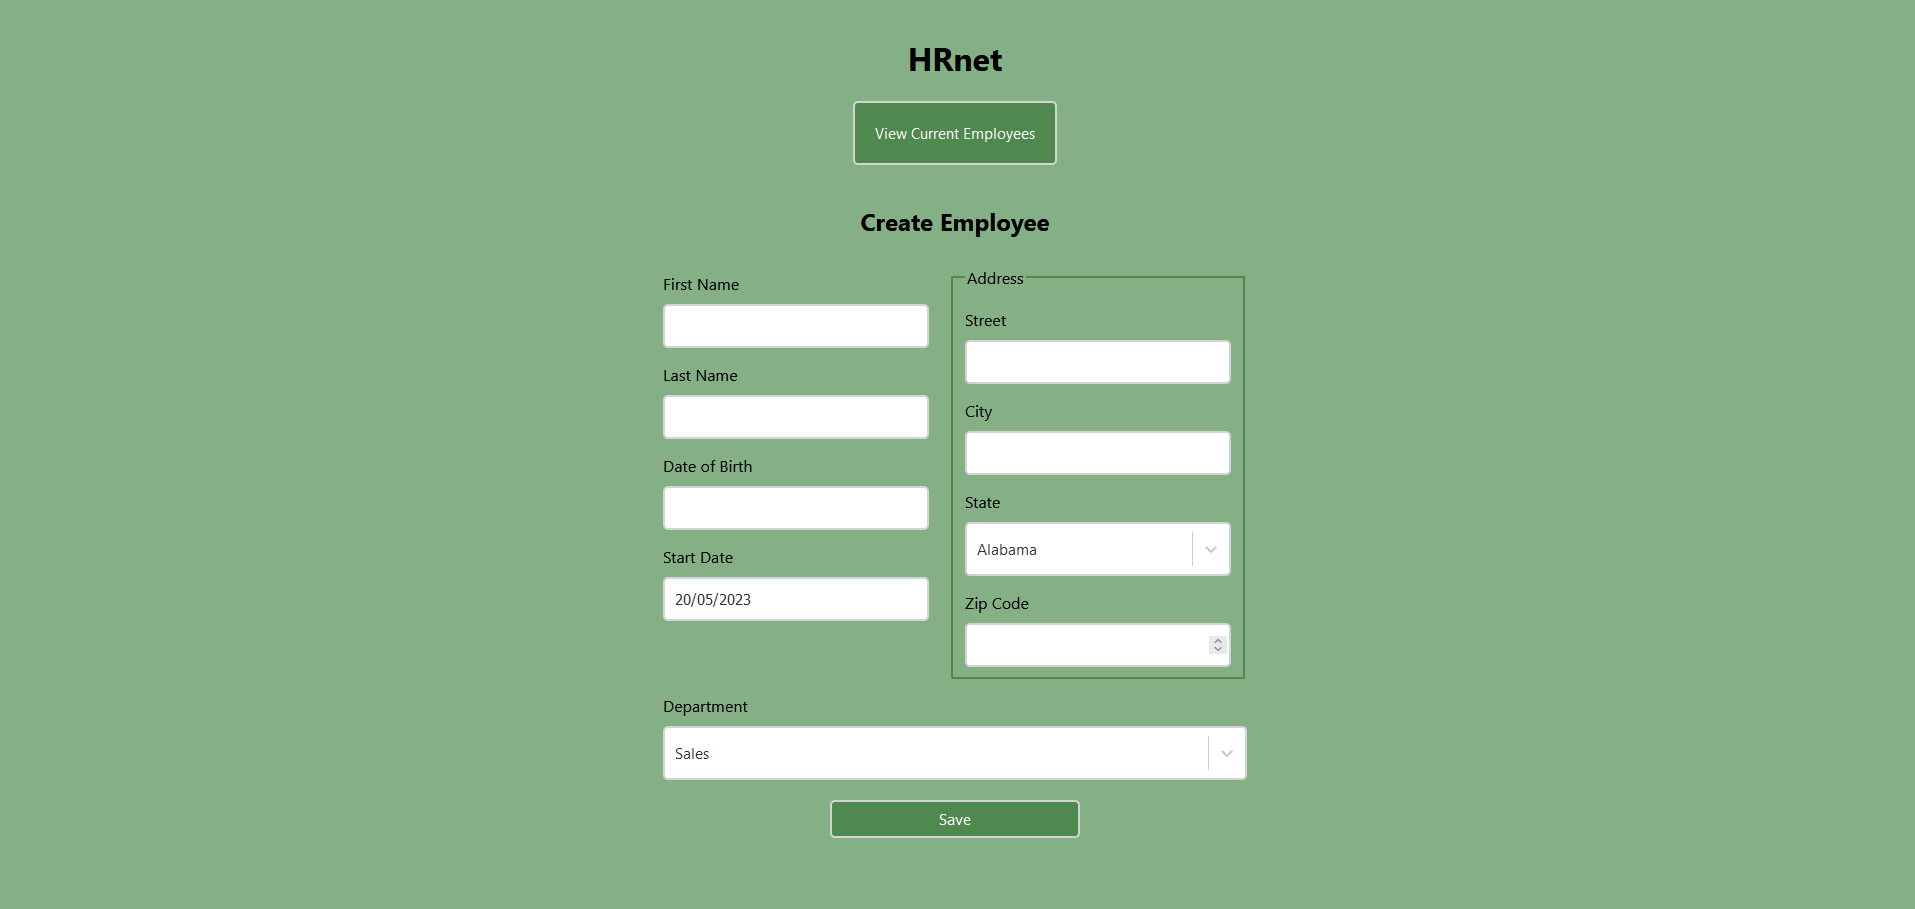 HRnet
View Current Employees
Create Employee
First Name
Last Name
Date of Birth
Start Date
20/05/2023
Address
Street
City
State
Alabama
Zip Code
Department
Sales
Save